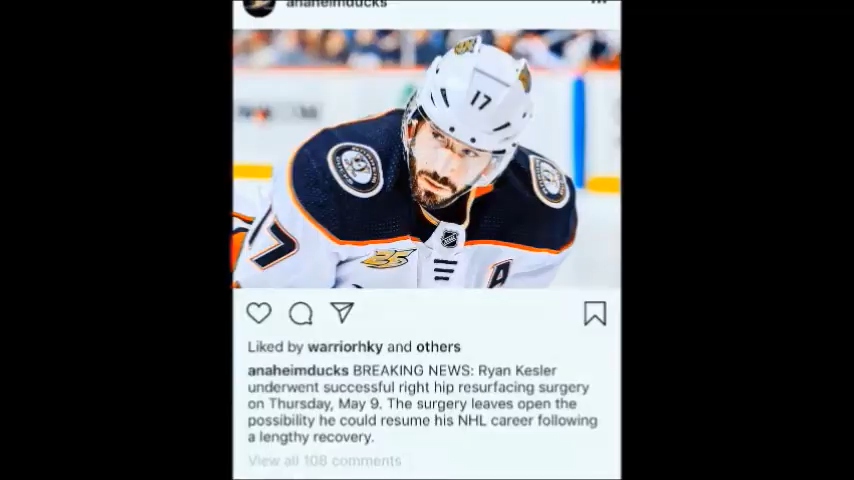 anaheimducks
17
17
25
A
Liked by warriorhky and others
anaheimducks BREAKING NEWS: Ryan Kesler
underwent successful right hip resurfacing surgery
on Thursday, May 9. The surgery leaves open the
possibility he could resume his NHL career following
a lengthy recovery.
View all 108 comments